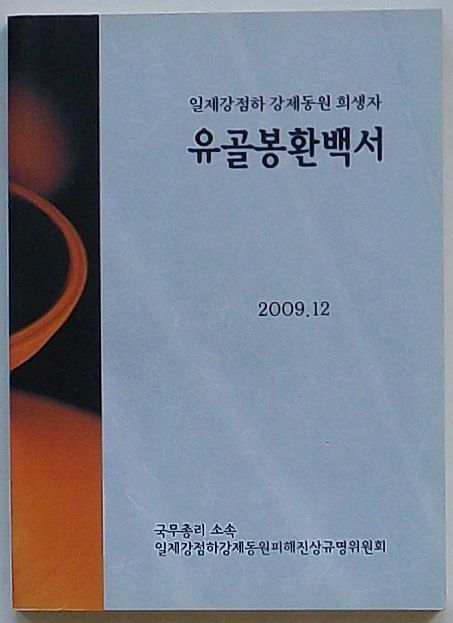 일제강점하 강제동원 희생자
유골봉환백서
2009.12
국무총리 소속
일제강점하강제동원피해진상규명위원회